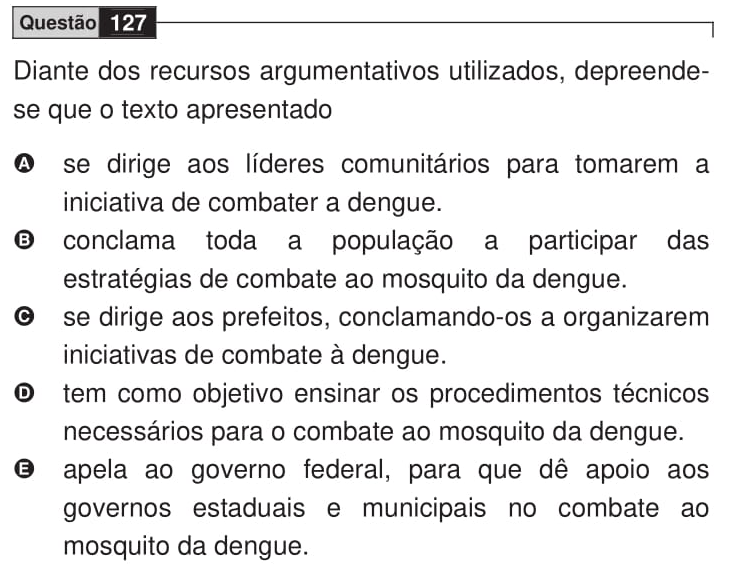 Questão 127
Diante dos recursos argumentativos utilizados, depreende-
se que o texto apresentado
A se dirige aos líderes comunitários para tomarem a
iniciativa de combater a dengue.
B conclama toda a população a participar das
estratégias de combate ao mosquito da dengue.
C se dirige aos prefeitos, conclamando-os a organizarem
iniciativas de combate à dengue.
D tem como objetivo ensinar os procedimentos técnicos
necessários para o combate ao mosquito da dengue.
E apela ao governo federal, para que dê apoio aos
governos estaduais e municipais no combate ao
mosquito da dengue.